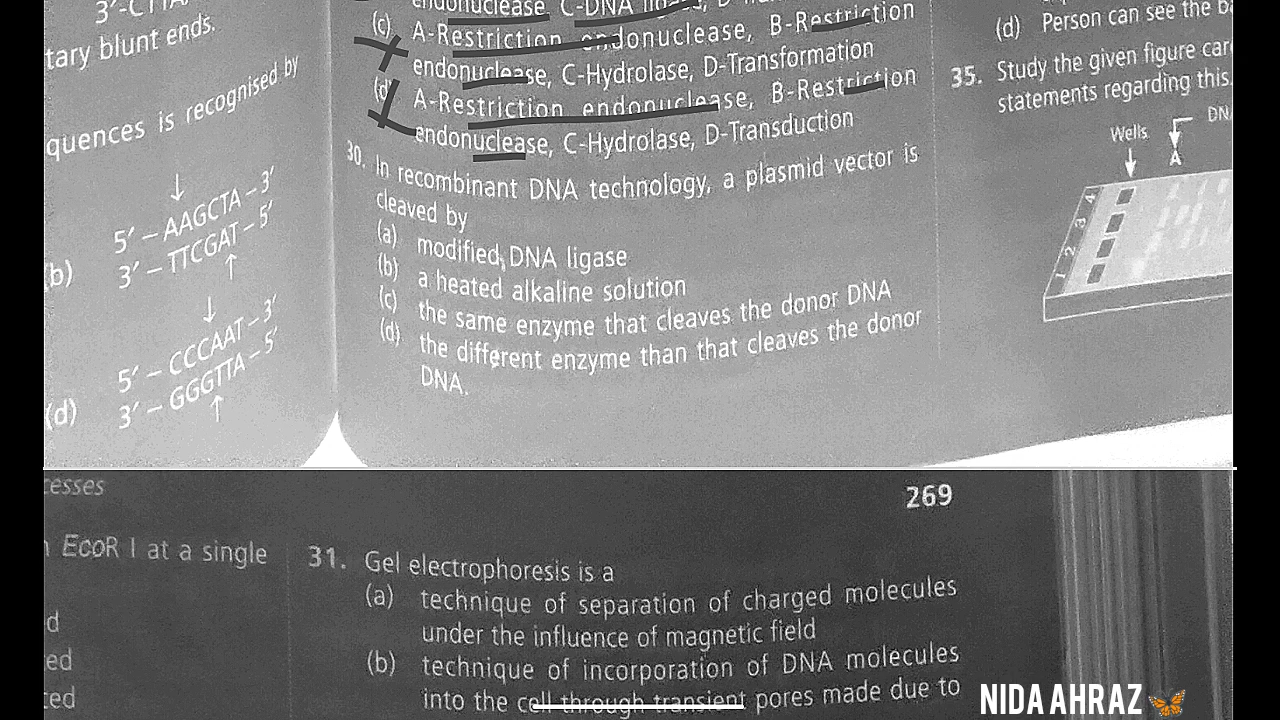 3'-CTTA
tary blunt ends.
quences is recognised by
(b) 5' – AAGCTA – 3'
3' – TTCGAT – 5'
(d) 5' – CCCAAT – 3'
3' – GGGTTA – 5'
endonuclease, C-DNA
(c) A-Restriction endonuclease, B-Restriction
endonuclease, C-Hydrolase, D-Transformation
(d) A-Restriction endonuclease, B-Restriction
endonuclease, C-Hydrolase, D-Transduction
30. In recombinant DNA technology, a plasmid vector is
cleaved by
(a) modified DNA ligase
(b) a heated alkaline solution
(c) the same enzyme that cleaves the donor DNA
(d) the different enzyme than that cleaves the donor
DNA.
(d) Person can see the b
35. Study the given figure car
statements regarding this.
Wells DN
A
4
3
2
1
cesses
269
n EcoR I at a single
d
ed
ted
31. Gel electrophoresis is a
(a) technique of separation of charged molecules
under the influence of magnetic field
(b) technique of incorporation of DNA molecules
into the cell through transient pores made due to
NIDA AHRAZ 🦋